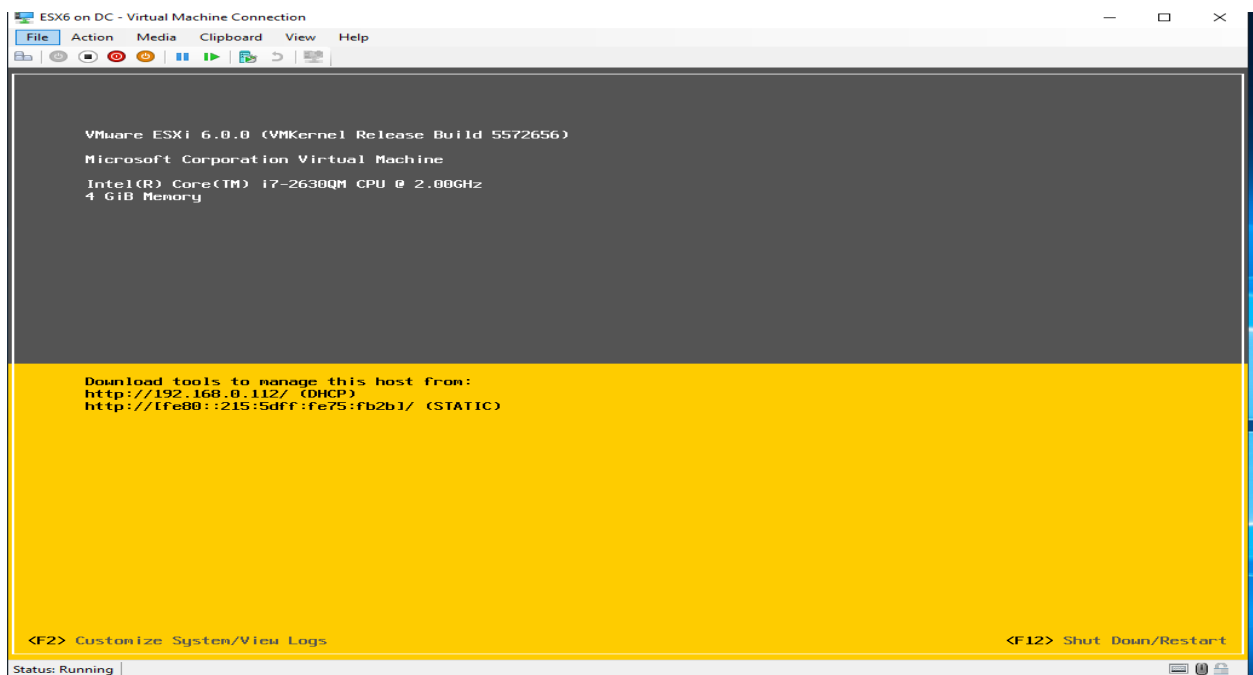 ESX6 on DC - Virtual Machine Connection
File Action Media Clipboard View Help
VMware ESXi 6.0.0 (VMKernel Release Build 5572656)
Microsoft Corporation Virtual Machine
Intel(R) Core(TM) i7-2630QM CPU @ 2.00GHz
4 GiB Memory
Download tools to manage this host from:
http://192.168.0.112/ (DHCP)
http://[fe80::215:5dff:fe75:fb2b]/ (STATIC)
<F2> Customize System/View Logs <F12> Shut Down/Restart
Status: Running